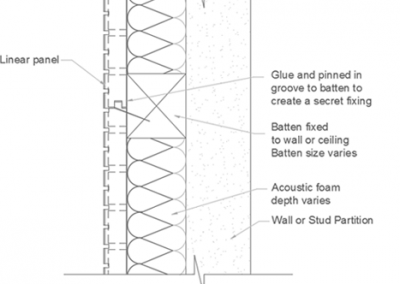 Linear panel
Glue and pinned in
groove to batten to
create a secret fixing
Batten fixed
to wall or ceiling
Batten size varies
Acoustic foam
depth varies
Wall or Stud Partition